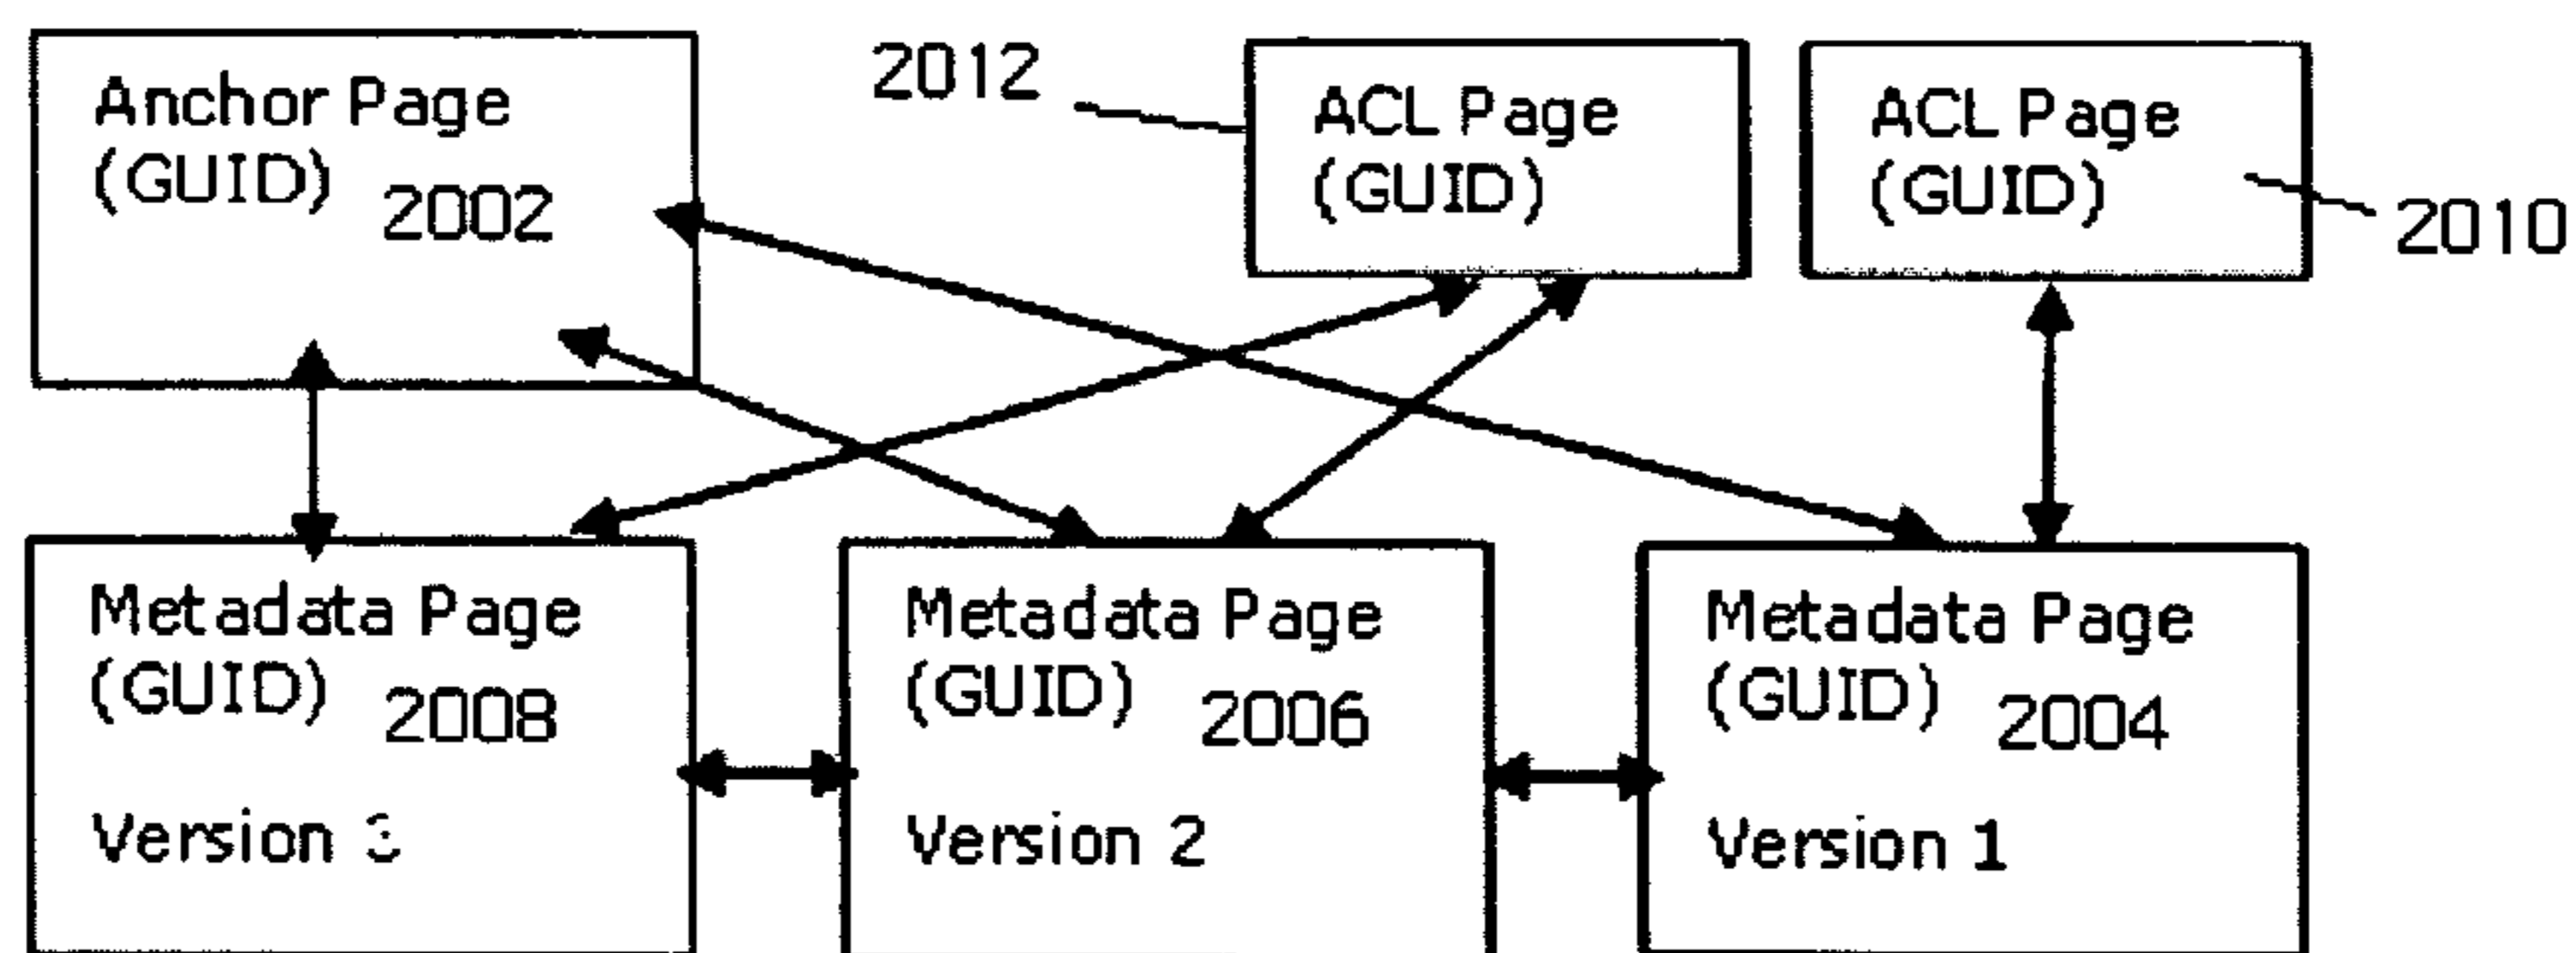 Anchor Page
(GUID) 2002
2012
ACL Page
(GUID)
ACL Page
(GUID)
2010
Metadata Page
(GUID) 2008
Version 3
Metadata Page
(GUID) 2006
Version 2
Metadata Page
(GUID) 2004
Version 1